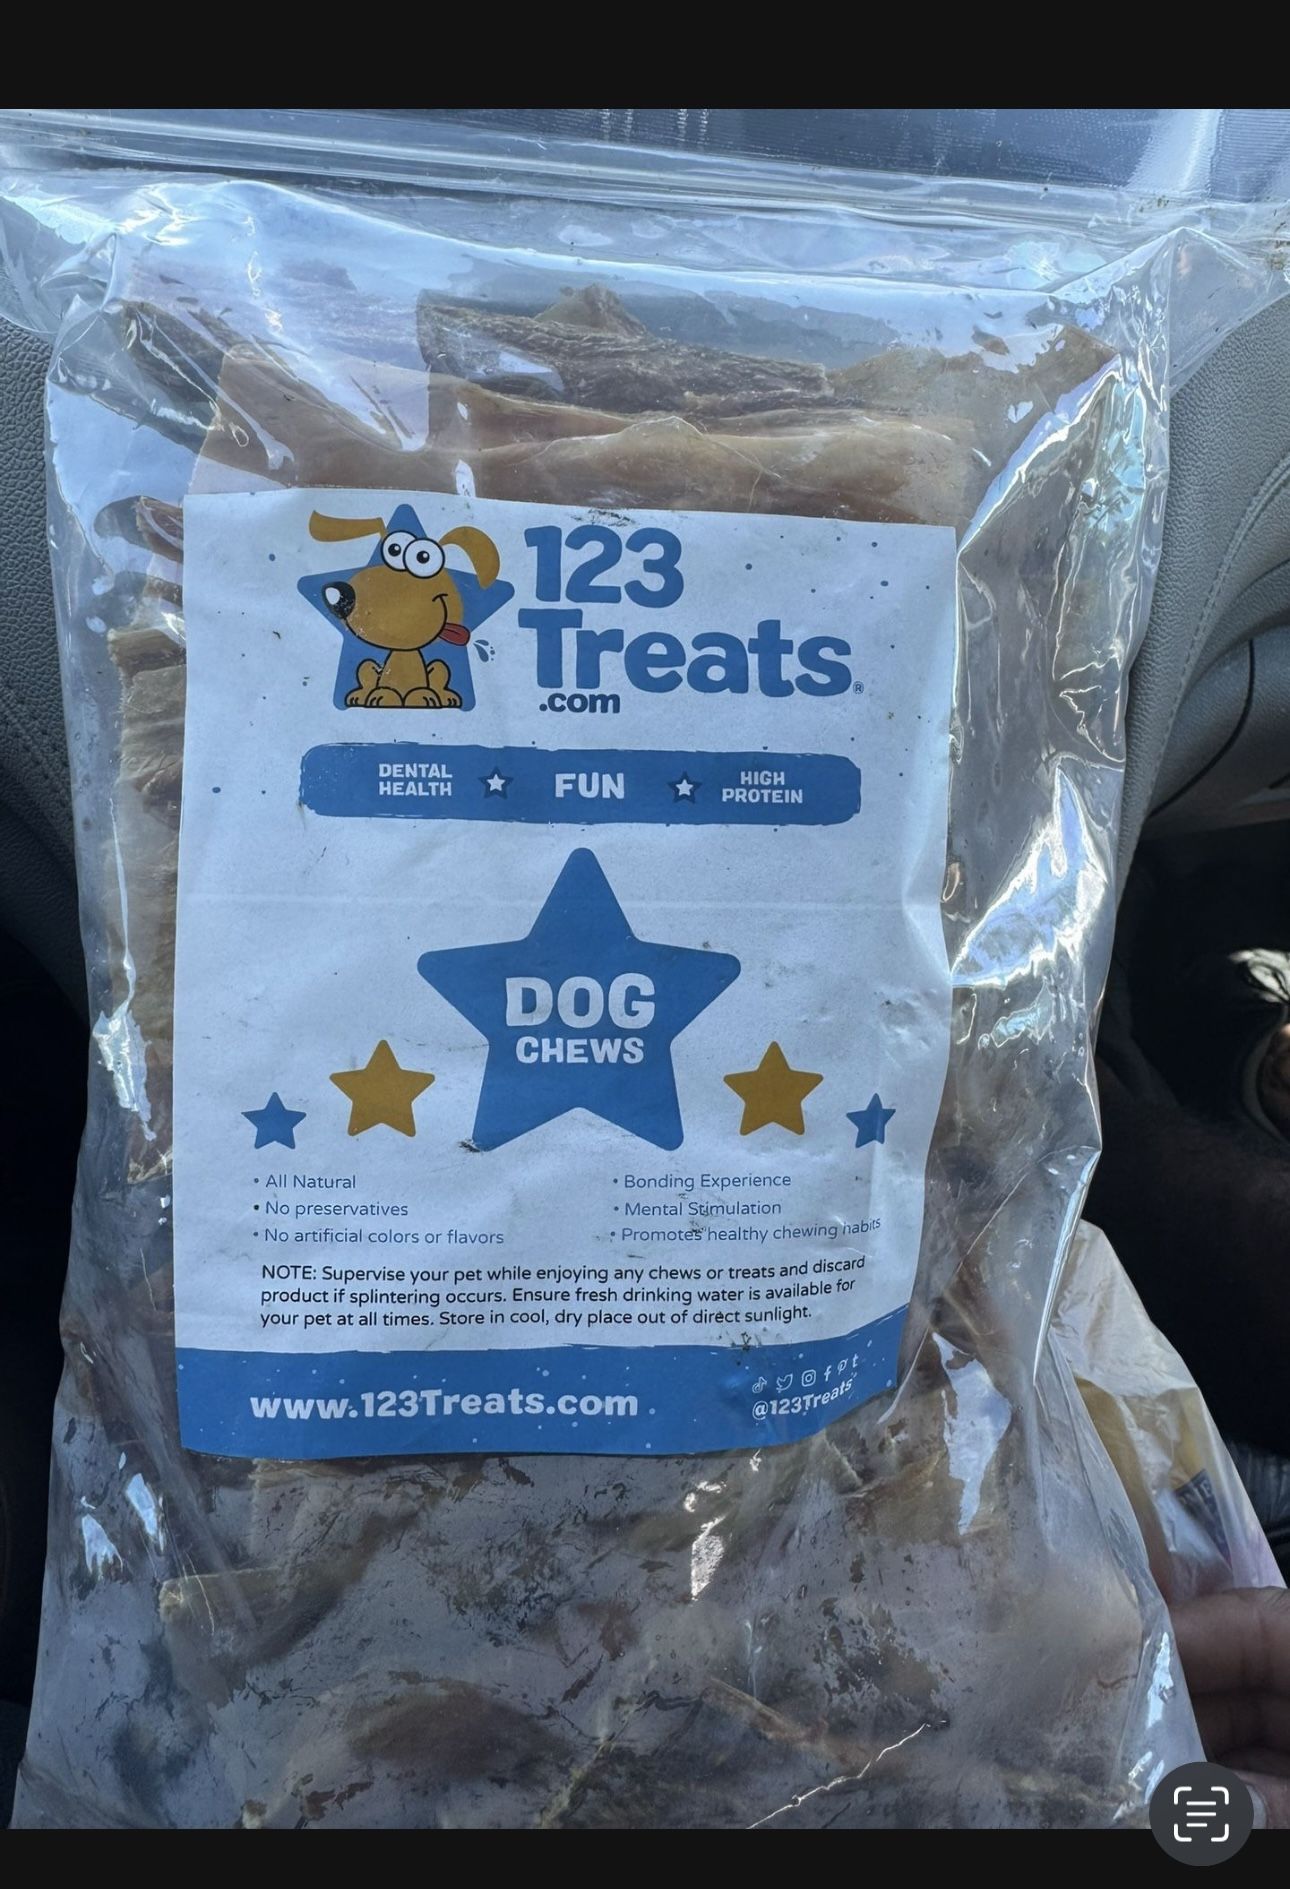 123
Treats®
.com
DENTAL HEALTH FUN HIGH PROTEIN
DOG
CHEWS
• All Natural
• No preservatives
• No artificial colors or flavors
• Bonding Experience
• Mental Stimulation
• Promotes healthy chewing habits
NOTE: Supervise your pet while enjoying any chews or treats and discard
product if splintering occurs. Ensure fresh drinking water is available for
your pet at all times. Store in cool, dry place out of direct sunlight.
www.123Treats.com
@123Treats